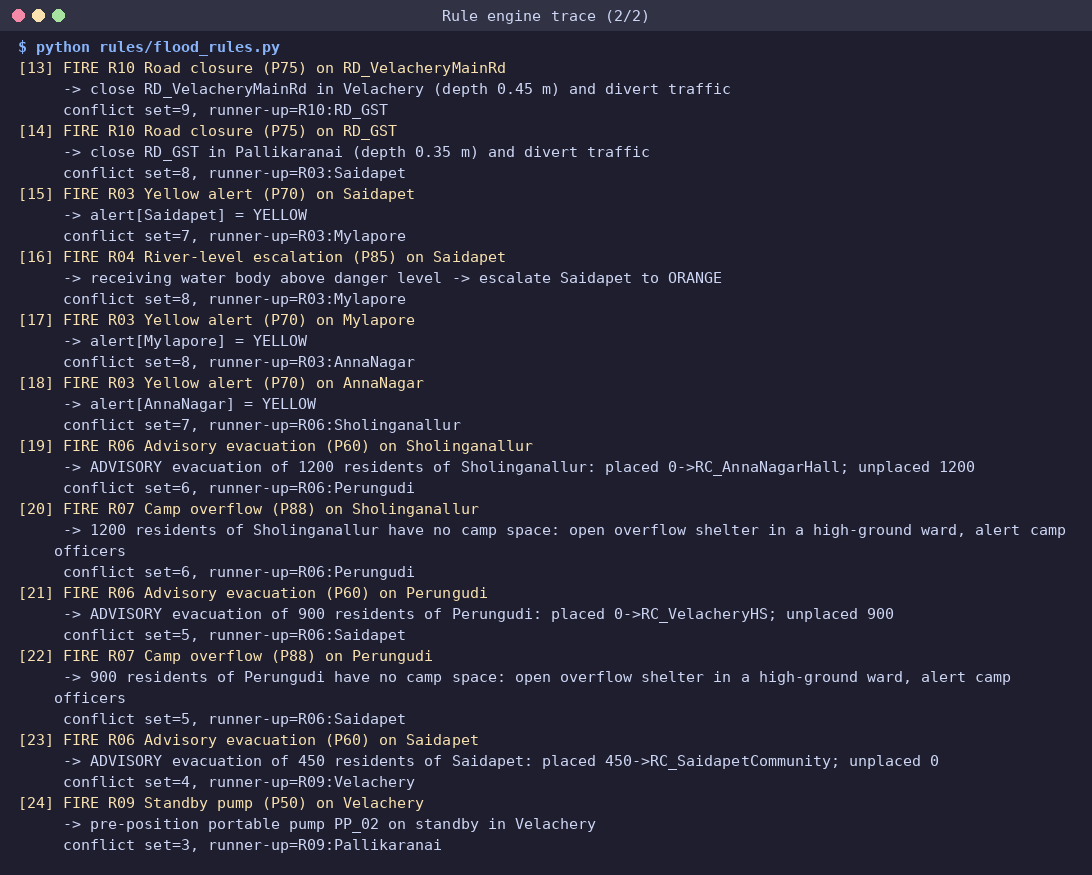 Rule engine trace (2/2)
$ python rules/flood_rules.py
[13] FIRE R10 Road closure (P75) on RD_VelacheryMainRd
-> close RD_VelacheryMainRd in Velachery (depth 0.45 m) and divert traffic
conflict set=9, runner-up=R10:RD_GST
[14] FIRE R10 Road closure (P75) on RD_GST
-> close RD_GST in Pallikaranai (depth 0.35 m) and divert traffic
conflict set=8, runner-up=R03:Saidapet
[15] FIRE R03 Yellow alert (P70) on Saidapet
-> alert[Saidapet] = YELLOW
conflict set=7, runner-up=R03:Mylapore
[16] FIRE R04 River-level escalation (P85) on Saidapet
-> receiving water body above danger level -> escalate Saidapet to ORANGE
conflict set=8, runner-up=R03:Mylapore
[17] FIRE R03 Yellow alert (P70) on Mylapore
-> alert[Mylapore] = YELLOW
conflict set=8, runner-up=R03:AnnaNagar
[18] FIRE R03 Yellow alert (P70) on AnnaNagar
-> alert[AnnaNagar] = YELLOW
conflict set=7, runner-up=R06:Sholinganallur
[19] FIRE R06 Advisory evacuation (P60) on Sholinganallur
-> ADVISORY evacuation of 1200 residents of Sholinganallur: placed 0->RC_AnnaNagarHall; unplaced 1200
conflict set=6, runner-up=R06:Perungudi
[20] FIRE R07 Camp overflow (P88) on Sholinganallur
-> 1200 residents of Sholinganallur have no camp space: open overflow shelter in a high-ground ward, alert camp
officers
conflict set=6, runner-up=R06:Perungudi
[21] FIRE R06 Advisory evacuation (P60) on Perungudi
-> ADVISORY evacuation of 900 residents of Perungudi: placed 0->RC_VelacheryHS; unplaced 900
conflict set=5, runner-up=R06:Saidapet
[22] FIRE R07 Camp overflow (P88) on Perungudi
-> 900 residents of Perungudi have no camp space: open overflow shelter in a high-ground ward, alert camp
officers
conflict set=5, runner-up=R06:Saidapet
[23] FIRE R06 Advisory evacuation (P60) on Saidapet
-> ADVISORY evacuation of 450 residents of Saidapet: placed 450->RC_SaidapetCommunity; unplaced 0
conflict set=4, runner-up=R09:Velachery
[24] FIRE R09 Standby pump (P50) on Velachery
-> pre-position portable pump PP_02 on standby in Velachery
conflict set=3, runner-up=R09:Pallikaranai